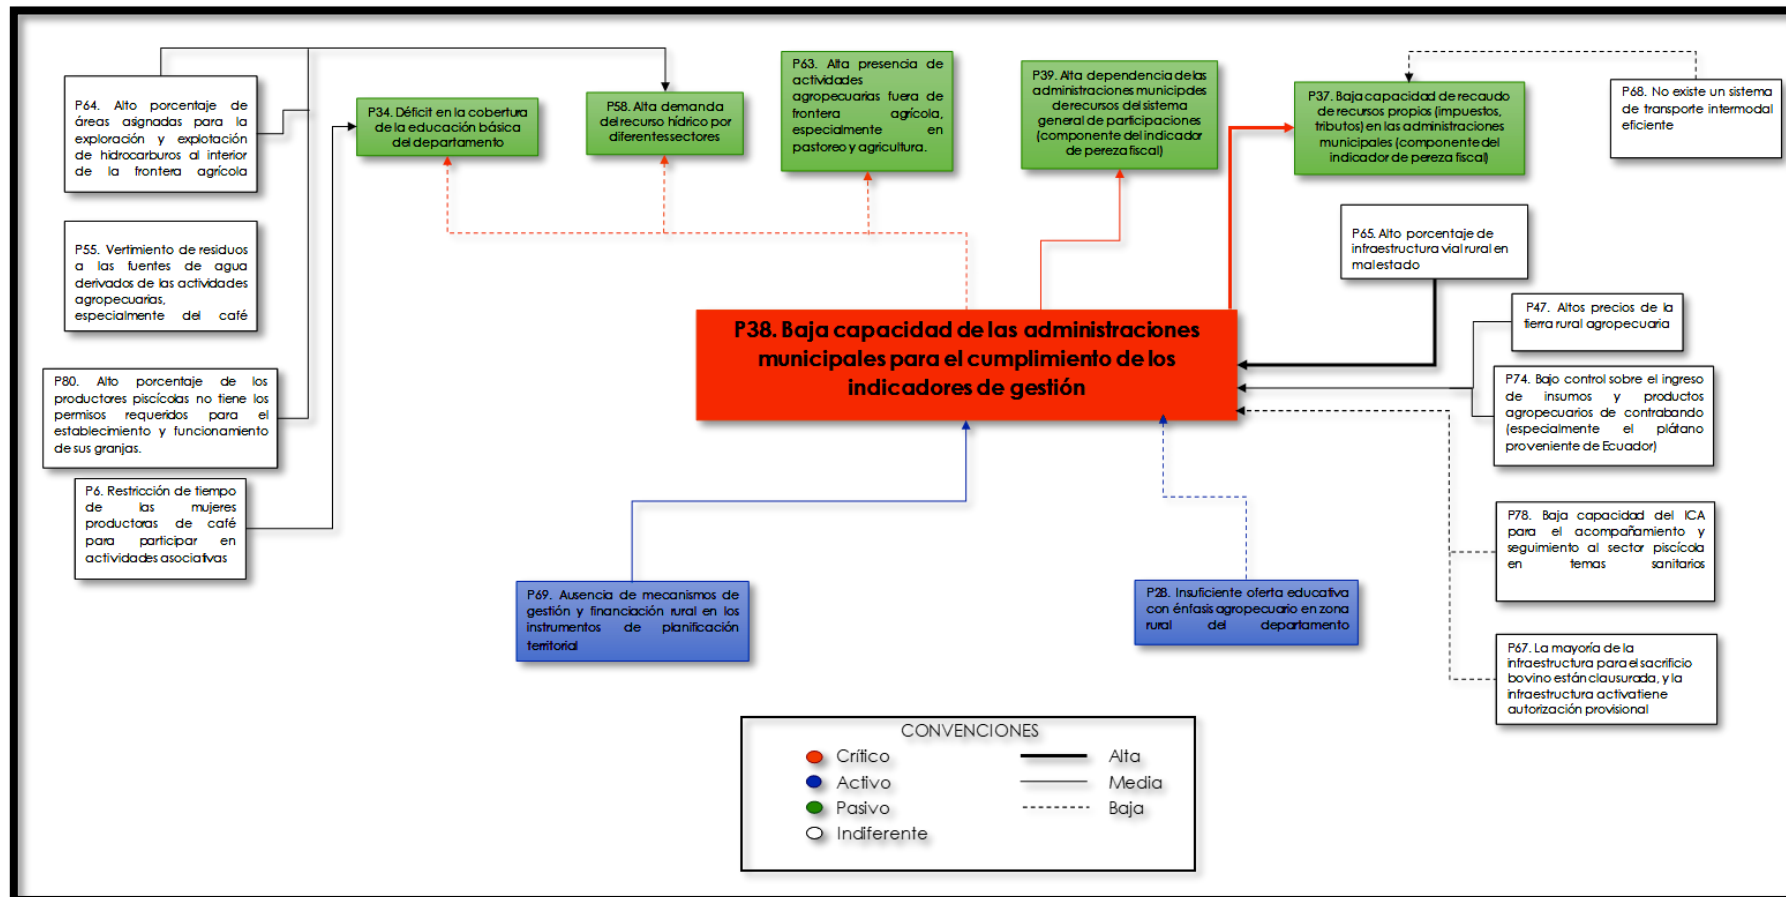 P64. Alto porcentaje de
áreas asignadas para la
exploración y explotación
de hidrocarburos al interior
de la frontera agrícola
P34. Déficit en la cobertura
de la educación básica
del departamento
P58. Alta demanda
del recurso hídrico por
diferentes sectores
P63. Alta presencia de
actividades
agropecuarias fuera de
frontera agrícola,
especialmente en
pastoreo y agricultura.
P39. Alta dependencia de las
administraciones municipales
de recursos del sistema
general de participaciones
(componente del indicador
de pereza fiscal)
P37. Baja capacidad de recaudo
de recursos propios (impuestos,
tributos) en las administraciones
municipales (componente del
indicador de pereza fiscal)
P68. No existe un sistema
de transporte intermodal
eficiente
P55. Vertimiento de residuos
a las fuentes de agua
derivados de las actividades
agropecuarias,
especialmente del café
P65. Alto porcentaje de
infraestructura vial rural en
mal estado
P38. Baja capacidad de las administraciones
municipales para el cumplimiento de los
indicadores de gestión
P47. Altos precios de la
tierra rural agropecuaria
P80. Alto porcentaje de los
productores piscícolas no tiene los
permisos requeridos para el
establecimiento y funcionamiento
de sus granjas.
P74. Bajo control sobre el ingreso
de insumos y productos
agropecuarios de contrabando
(especialmente el plátano
proveniente de Ecuador)
P6. Restricción de tiempo
de las mujeres
productoras de café
para participar en
actividades asociativas
P78. Baja capacidad del ICA
para el acompañamiento y
seguimiento al sector piscícola
en temas sanitarios
P69. Ausencia de mecanismos de
gestión y financiación rural en los
instrumentos de planificación
territorial
P28. Insuficiente oferta educativa
con énfasis agropecuario en zona
rural del departamento
P67. La mayoría de la
infraestructura para el sacrificio
bovino están clausurada, y la
infraestructura activa tiene
autorización provisional
CONVENCIONES
Crítico
Alta
Activo
Media
Pasivo
Baja
Indiferente